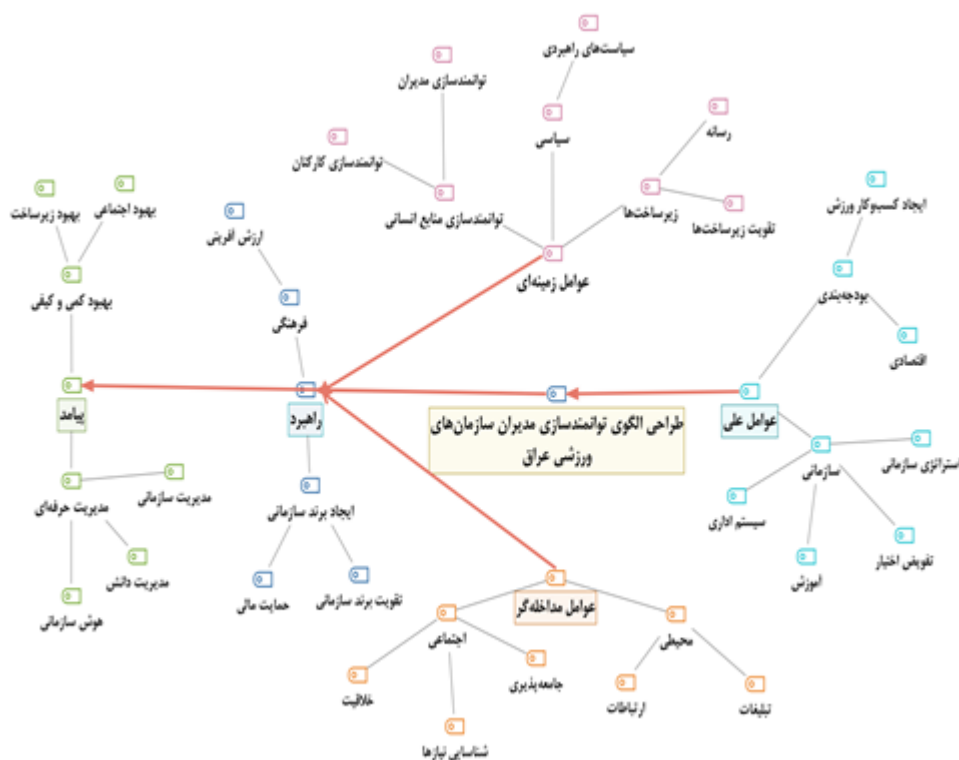 سیاست‌های راهبردی
توانمندسازی مدیران
رسانه
سیاسی
توانمندسازی کارکنان
ایجاد کسب‌وکار ورزش
بهبود اجتماعی
بهبود زیرساخت
توانمندسازی منابع انسانی
زیرساخت‌ها
تقویت زیرساخت‌ها
ارزش آفرینی
عوامل زمینه‌ای
بودجه‌بندی
بهبود کمی و کیفی
فرهنگی
اقتصادی
عوامل علی
طراحی الگوی توانمندسازی مدیران سازمان‌های
ورزشی عراق
راهبرد
پیامد
استراتژی سازمانی
سازمانی
مدیریت سازمانی
مدیریت حرفه‌ای
ایجاد برند سازمانی
سیستم اداری
تفویض اختیار
آموزش
مدیریت دانش
تقویت برند سازمانی
حمایت مالی
هوش سازمانی
عوامل مداخله‌گر
محیطی
اجتماعی
جامعه‌پذیری
خلاقیت
تبلیغات
ارتباطات
شناسایی نیازها